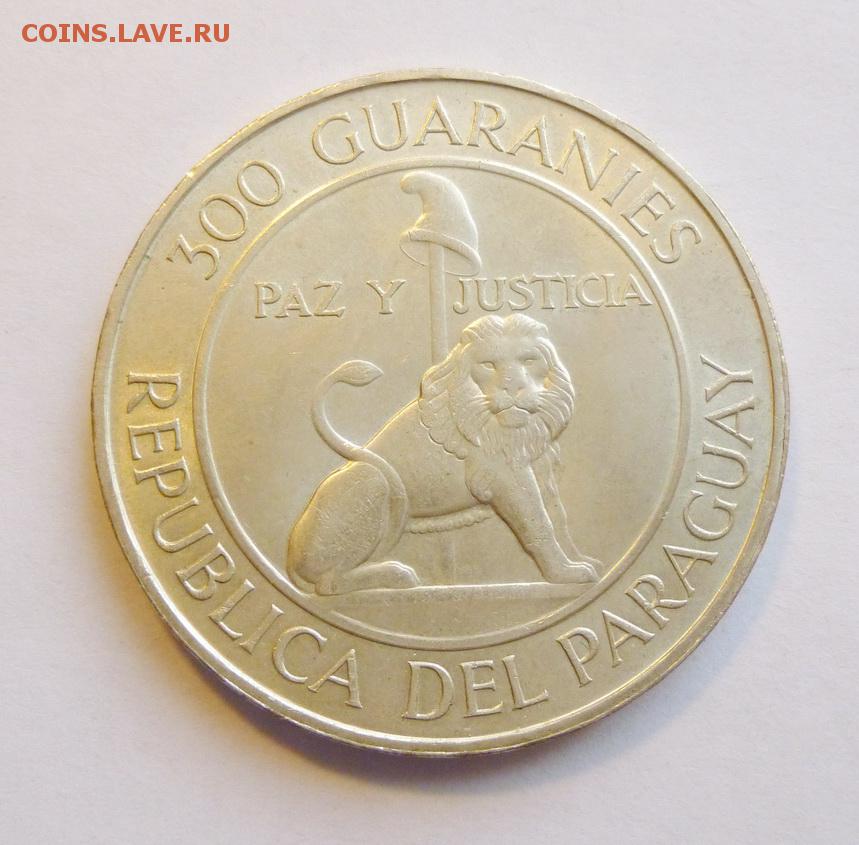 COINS.LAVE.RU
300 GUARANIES
PAZ Y JUSTICIA
REPUBLICA DEL PARAGUAY